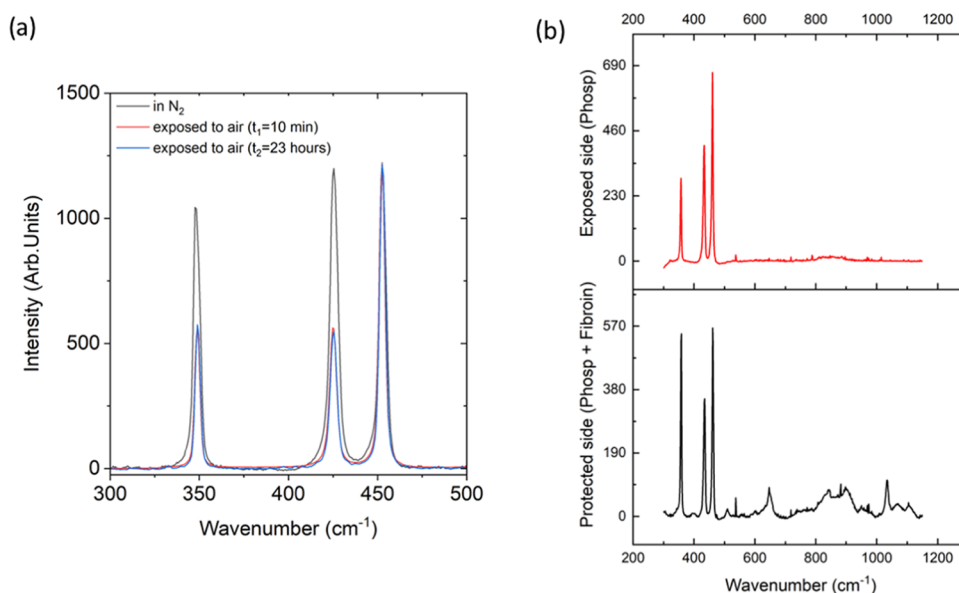 (a)
1500
1000
500
0
Intensity (Arb.Units)
in N₂
exposed to air (t₁=10 min)
exposed to air (t₂=23 hours)
300 350 400 450 500
Wavenumber (cm⁻¹)
(b)
200 400 600 800 1000 1200
690
460
230
0
Exposed side (Phosp)
570
380
190
0
Protected side (Phosp + Fibroin)
200 400 600 800 1000 1200
Wavenumber (cm⁻¹)